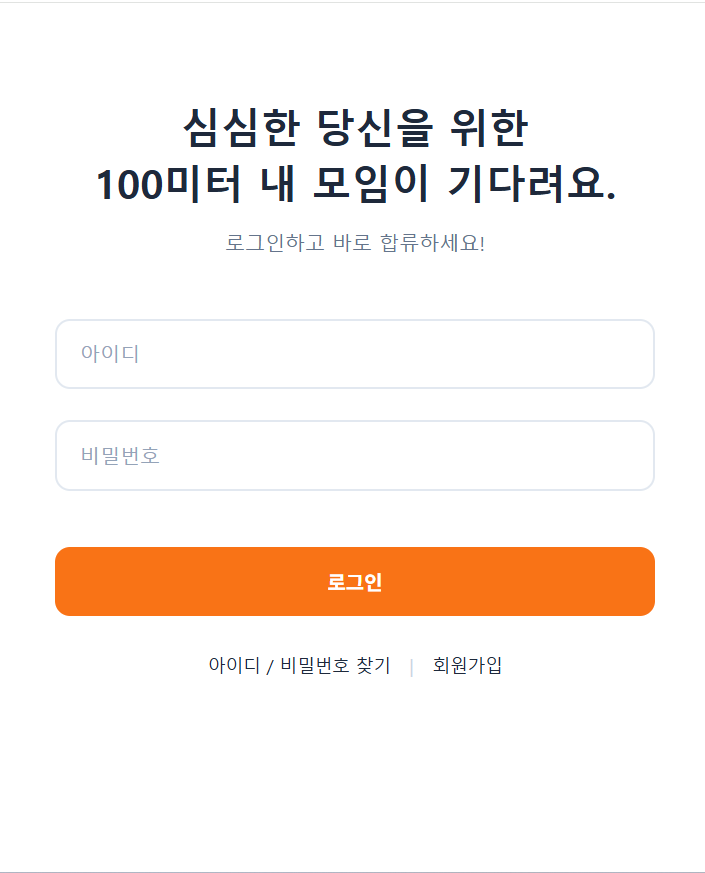 심심한 당신을 위한
100미터 내 모임이 기다려요.
로그인하고 바로 합류하세요!
아이디
비밀번호
로그인
아이디 / 비밀번호 찾기 | 회원가입